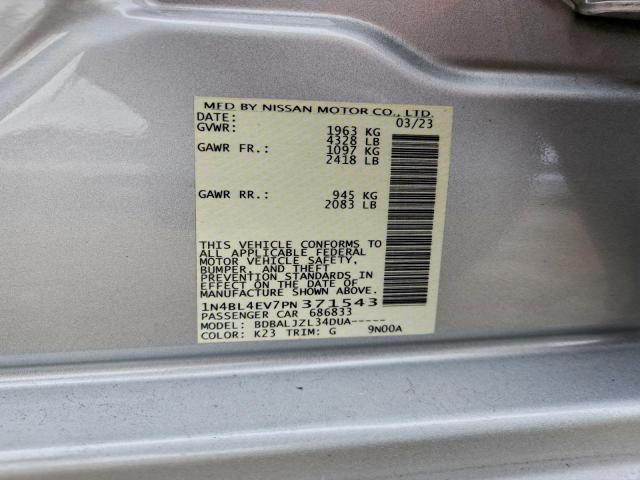 MFD BY NISSAN MOTOR CO., LTD.
DATE: 03/23
GVWR: 1963 KG
4328 LB
GAWR FR.: 1097 KG
2418 LB
GAWR RR.: 945 KG
2083 LB
THIS VEHICLE CONFORMS TO
ALL APPLICABLE FEDERAL
MOTOR VEHICLE SAFETY,
BUMPER, AND THEFT
PREVENTION STANDARDS IN
EFFECT ON THE DATE OF
MANUFACTURE SHOWN ABOVE.
1N4BL4EV7PN371543
PASSENGER CAR 686833
MODEL: BDBALJZL34DUA-----
COLOR: K23 TRIM: G 9N00A